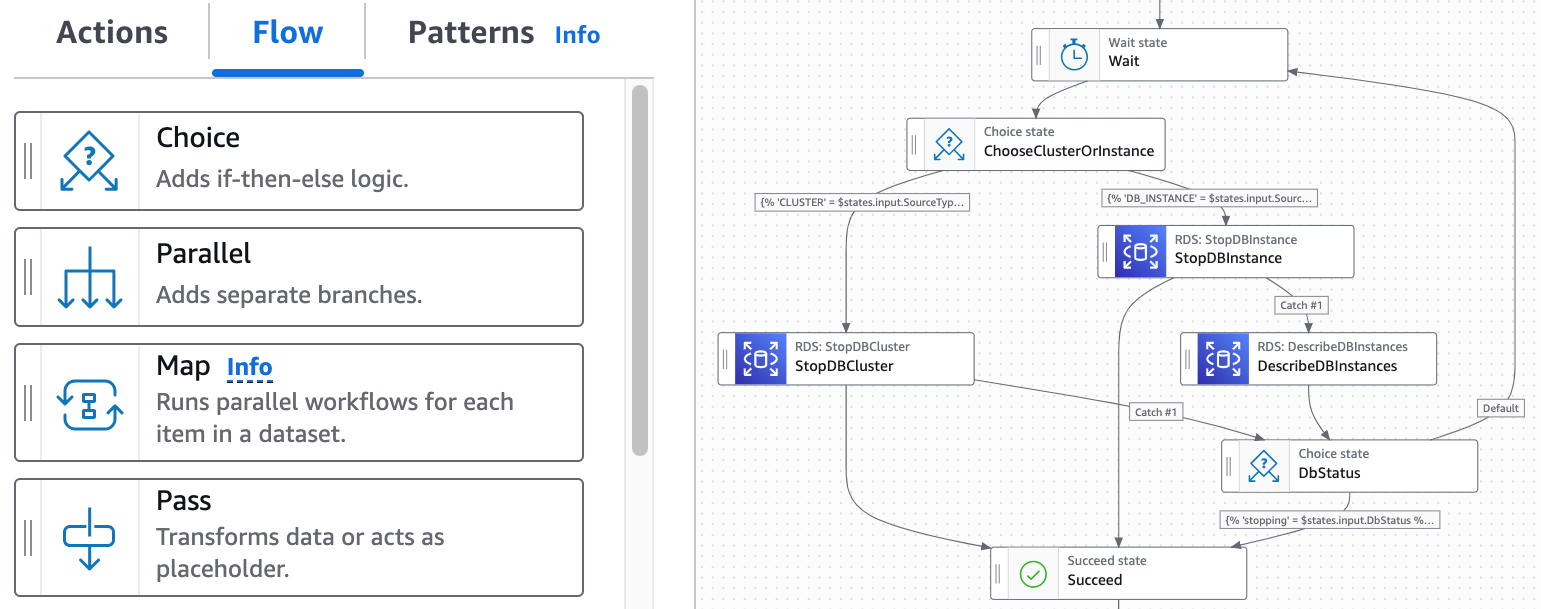 Actions
Flow
Patterns Info
Choice
Adds if-then-else logic.
Parallel
Adds separate branches.
Map Info
Runs parallel workflows for each
item in a dataset.
Pass
Transforms data or acts as
placeholder.
Wait state
Wait
Choice state
ChooseClusterOrInstance
{% 'CLUSTER' = $states.input.SourceTyp...
{% 'DB_INSTANCE' = $states.input.Sourc...
RDS: StopDBInstance
StopDBInstance
Catch #1
RDS: StopDBCluster
StopDBCluster
RDS: DescribeDBInstances
DescribeDBInstances
Catch #1
Default
Choice state
DbStatus
{% 'stopping' = $states.input.DbStatus %...
Succeed state
Succeed